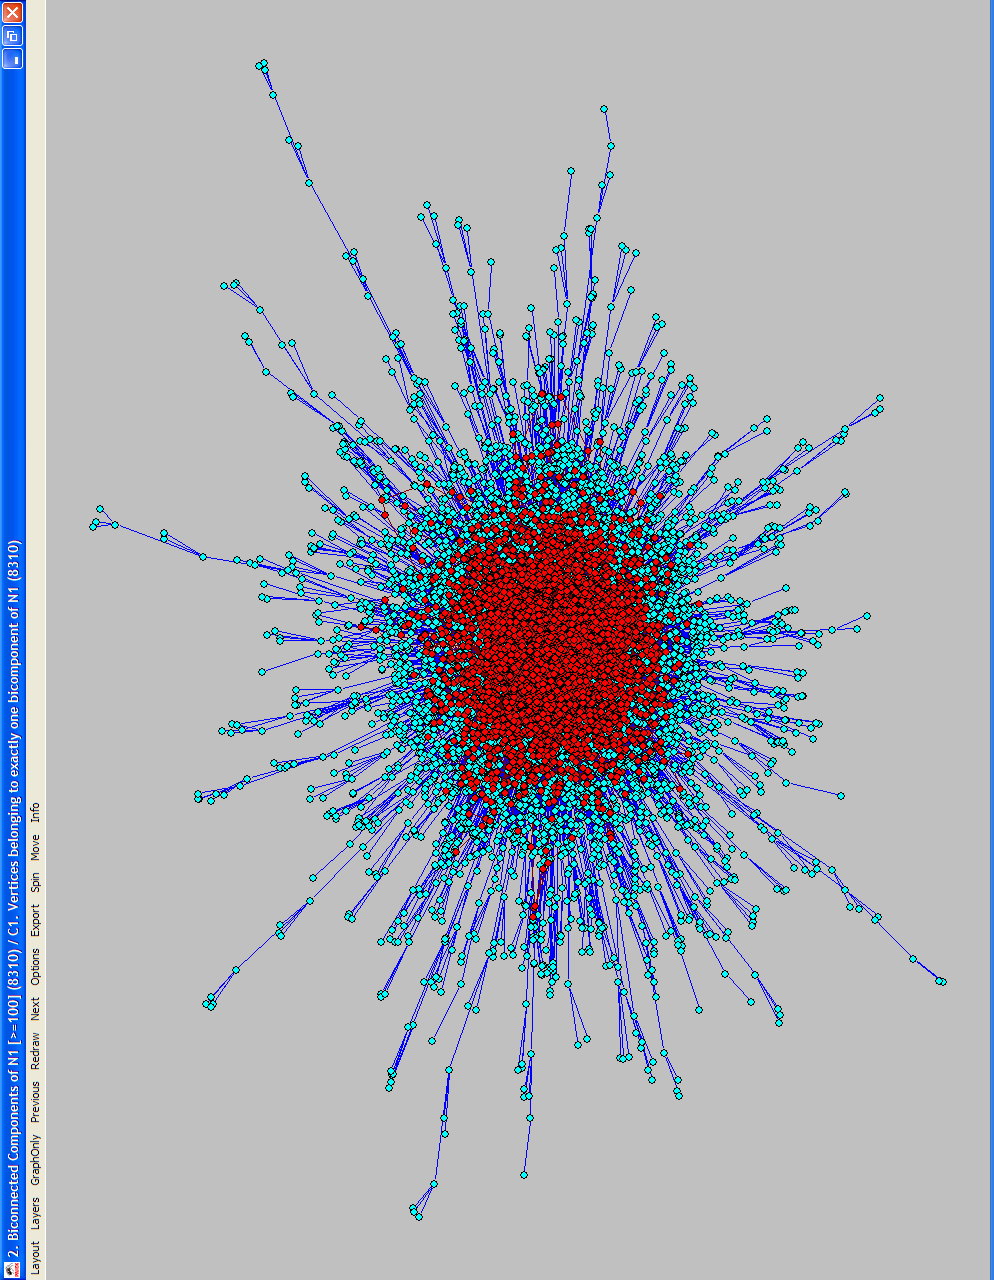 2. Biconnected Components of N1 [>=100] (8310) / C1. Vertices belonging to exactly one bicomponent of N1 (8310)
Layout Layers GraphOnly Previous Redraw Next Options Export Spin Move Info